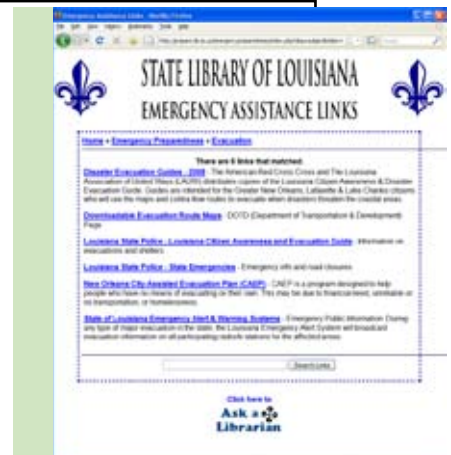 Emergency Assistance Links - Mozilla Firefox
STATE LIBRARY OF LOUISIANA
EMERGENCY ASSISTANCE LINKS
Home » Emergency Preparedness » Evacuation
There are 6 links that matched.
Disaster Evacuation Guides - 2008 - The American Red Cross and The Louisiana
Association of United Ways (LAUW) distributes copies of the Louisiana Citizen Awareness & Disaster
Evacuation Guide. Guides are intended for the Greater New Orleans, Lafayette & Lake Charles citizens
who will use the maps and contra flow routes to evacuate when disasters threaten the coastal areas.
Downloadable Evacuation Route Maps - DOTD (Department of Transportation & Development)
Page
Louisiana State Police - Louisiana Citizen Awareness and Evacuation Guide - Information on
evacuations and shelters
Louisiana State Police - State Emergencies - Emergency info and road closures
New Orleans City Assisted Evacuation Plan (CAEP) - CAEP is a program designed to help
people who have no means of evacuating on their own. This may be due to financial need, unreliable or
no transportation, or homelessness.
State of Louisiana Emergency Alert & Warning Systems - Emergency Public Information During
any type of major evacuation in the state, the Louisiana Emergency Alert System will broadcast
evacuation information on all participating radio/tv stations for the affected areas.
Search Links
Click here to
Ask a
Librarian